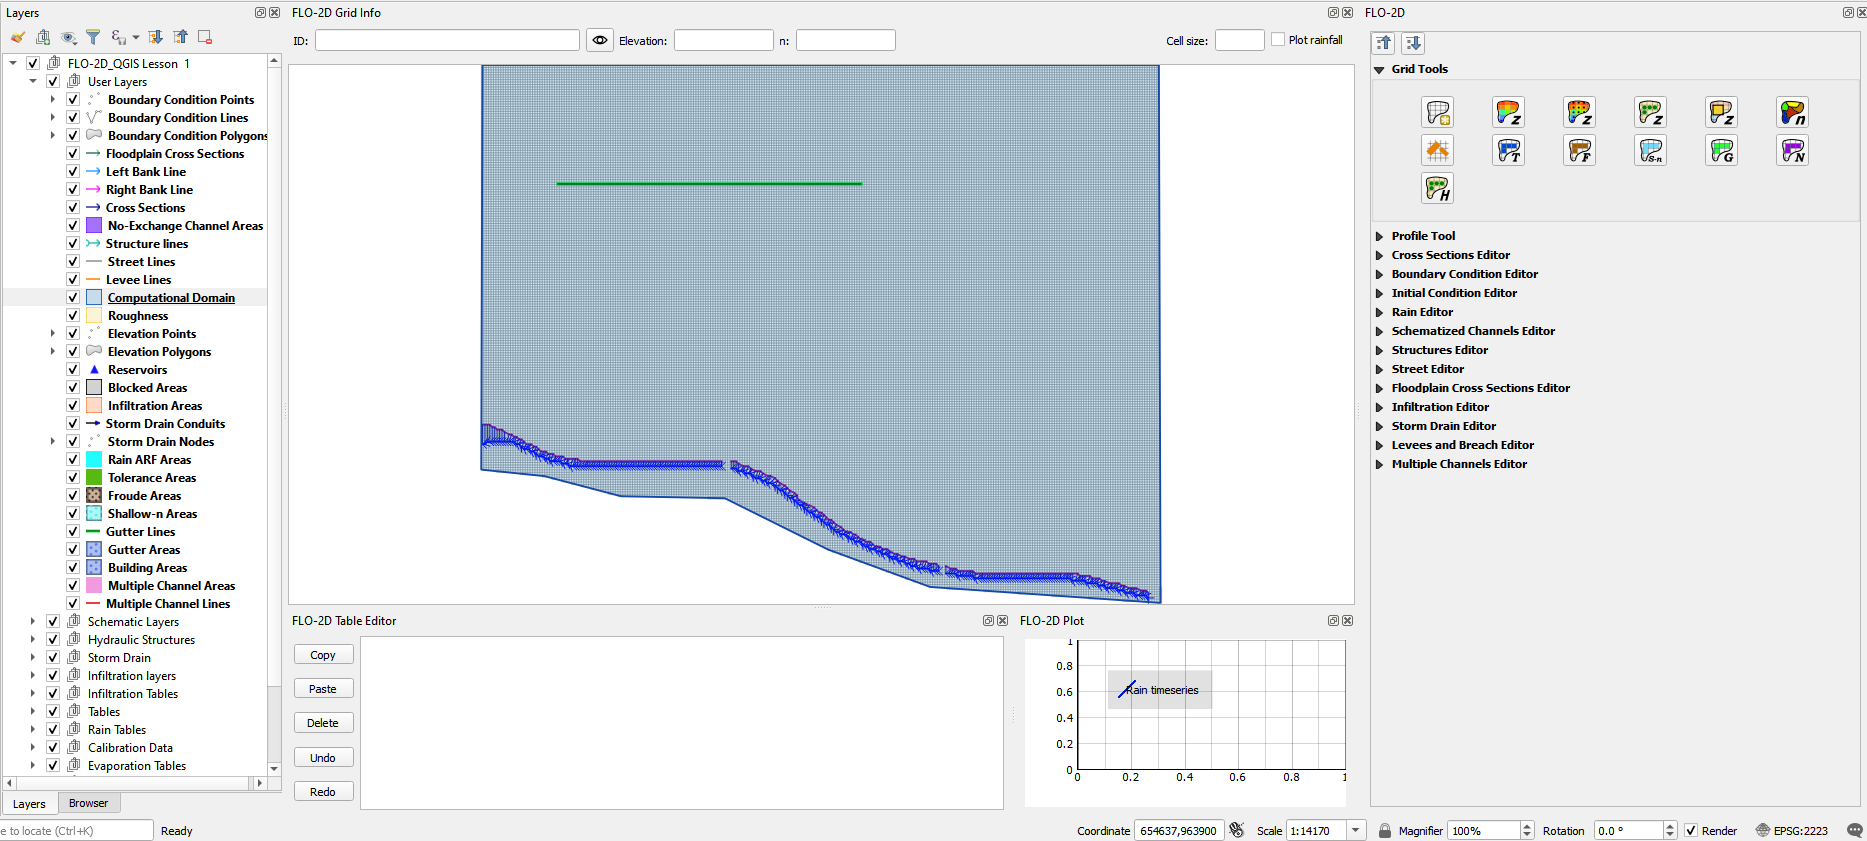 Layers
FLO-2D_QGIS Lesson 1
User Layers
Boundary Condition Points
Boundary Condition Lines
Boundary Condition Polygons
Floodplain Cross Sections
Left Bank Line
Right Bank Line
Cross Sections
No-Exchange Channel Areas
Structure lines
Street Lines
Levee Lines
Computational Domain
Roughness
Elevation Points
Elevation Polygons
Reservoirs
Blocked Areas
Infiltration Areas
Storm Drain Conduits
Storm Drain Nodes
Rain ARF Areas
Tolerance Areas
Froude Areas
Shallow-n Areas
Gutter Lines
Gutter Areas
Building Areas
Multiple Channel Areas
Multiple Channel Lines
Schematic Layers
Hydraulic Structures
Storm Drain
Infiltration layers
Infiltration Tables
Tables
Rain Tables
Calibration Data
Evaporation Tables
Layers Browser
FLO-2D Grid Info
ID: Elevation: n: Cell size: Plot rainfall
FLO-2D Table Editor
Copy
Paste
Delete
Undo
Redo
FLO-2D Plot
1
0.8
0.6
0.4
0.2
0
Rain timeseries
0 0.2 0.4 0.6 0.8 1
FLO-2D
Grid Tools
z z z z n
T F S-n G N
H
Profile Tool
Cross Sections Editor
Boundary Condition Editor
Initial Condition Editor
Rain Editor
Schematized Channels Editor
Structures Editor
Street Editor
Floodplain Cross Sections Editor
Infiltration Editor
Storm Drain Editor
Levees and Breach Editor
Multiple Channels Editor
e to locate (Ctrl+K) Ready Coordinate 654637,963900 Scale 1:14170 Magnifier 100% Rotation 0.0 ° Render EPSG:2223